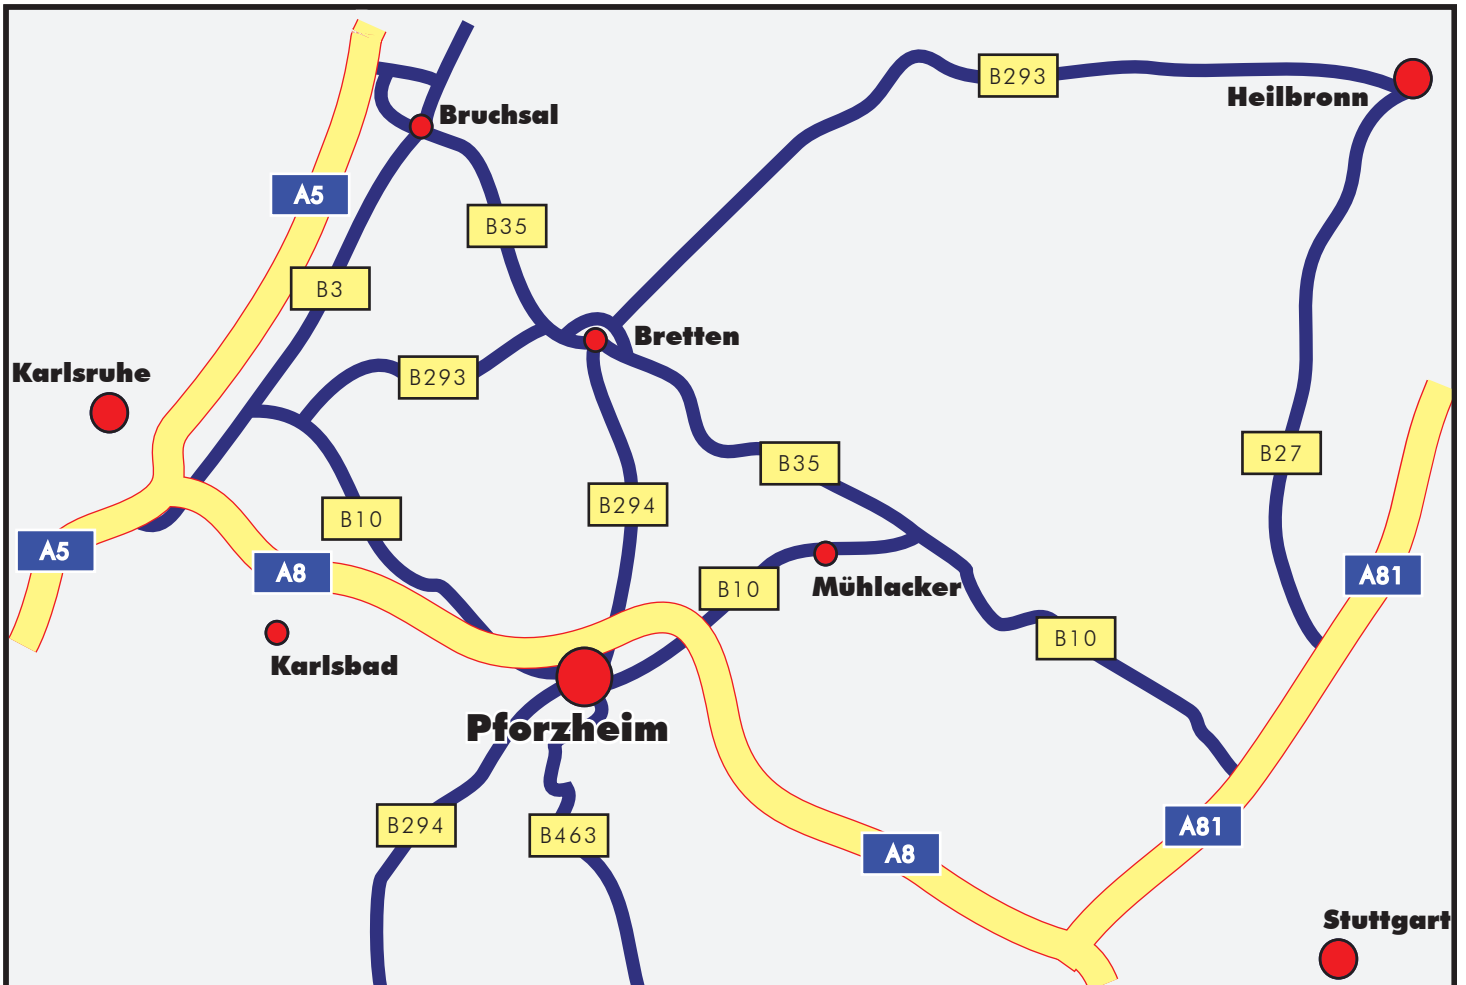 B293
Heilbronn
Bruchsal
A5
B35
B3
Bretten
Karlsruhe
B293
B27
B35
B294
B10
A5
A8
A81
B10
Mühlacker
B10
Karlsbad
Pforzheim
B294
B463
A81
A8
Stuttgart